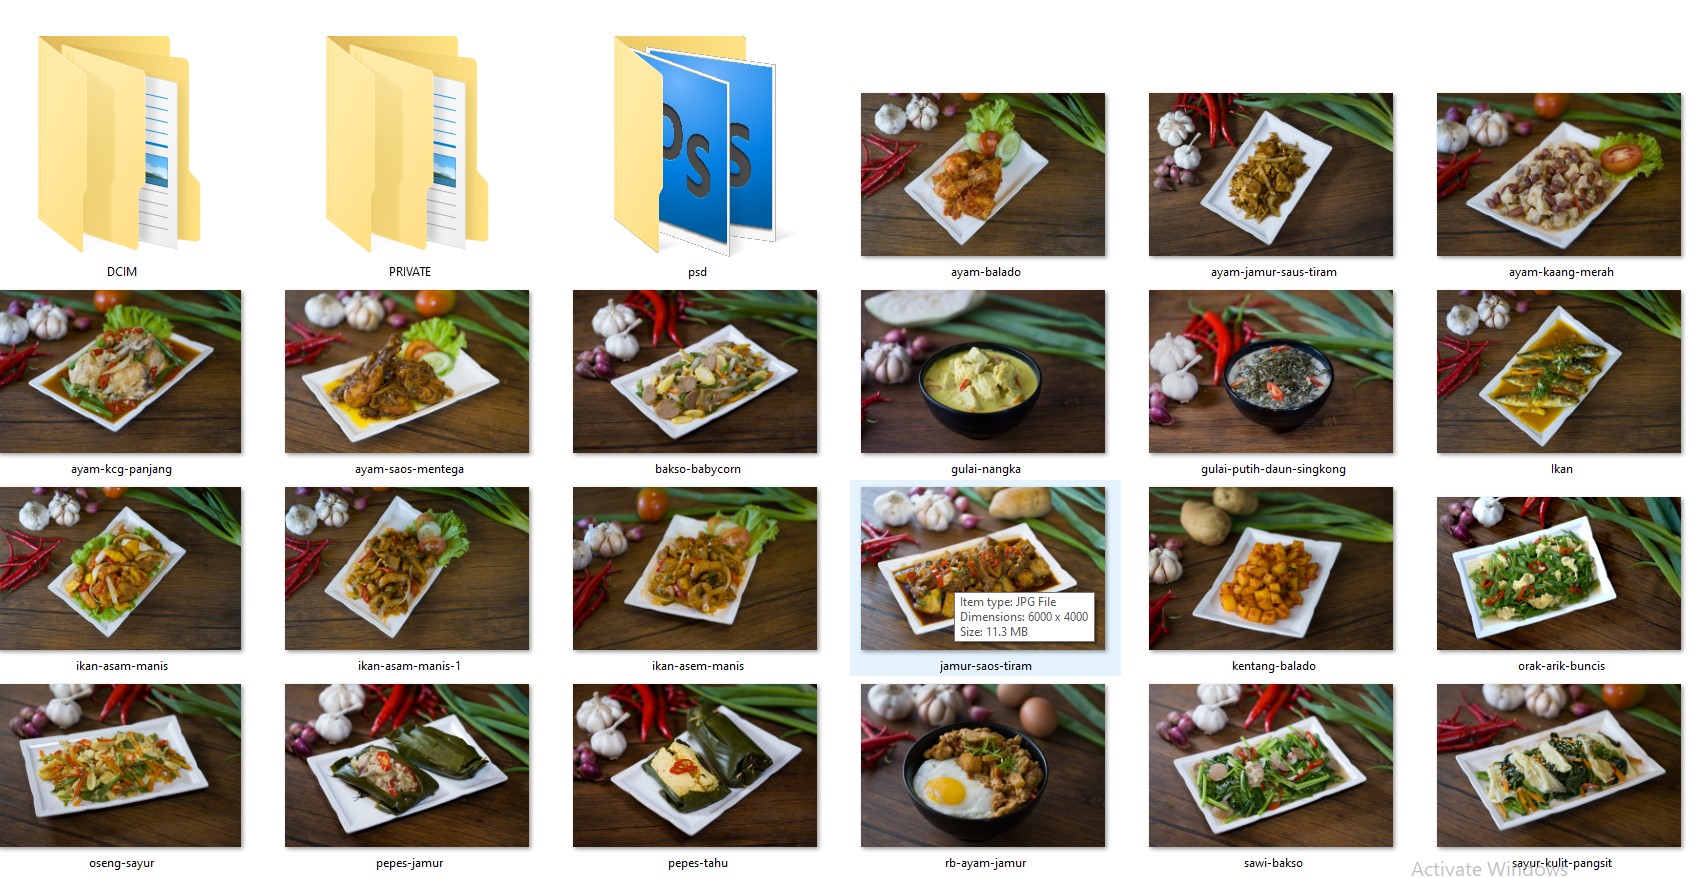 DCIM
PRIVATE
psd
ayam-balado
ayam-jamur-saus-tiram
ayam-kaang-merah
ayam-kcg-panjang
ayam-saos-mentega
bakso-babycorn
gulai-nangka
gulai-putih-daun-singkong
Ikan
ikan-asam-manis
ikan-asam-manis-1
ikan-asem-manis
Item type: JPG File
Dimensions: 6000 x 4000
Size: 11.3 MB
jamur-saos-tiram
kentang-balado
orak-arik-buncis
oseng-sayur
pepes-jamur
pepes-tahu
rb-ayam-jamur
sawi-bakso
sayur-kulit-pangsit
Activate Windows